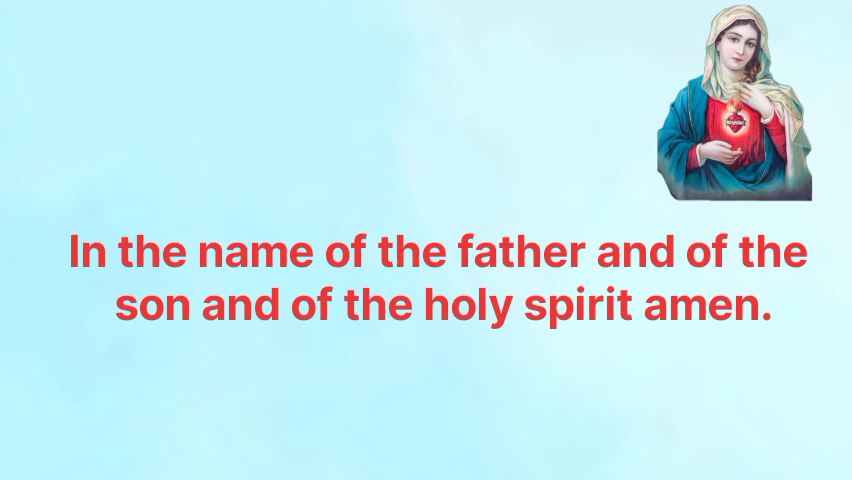 In the name of the father and of the
son and of the holy spirit amen.